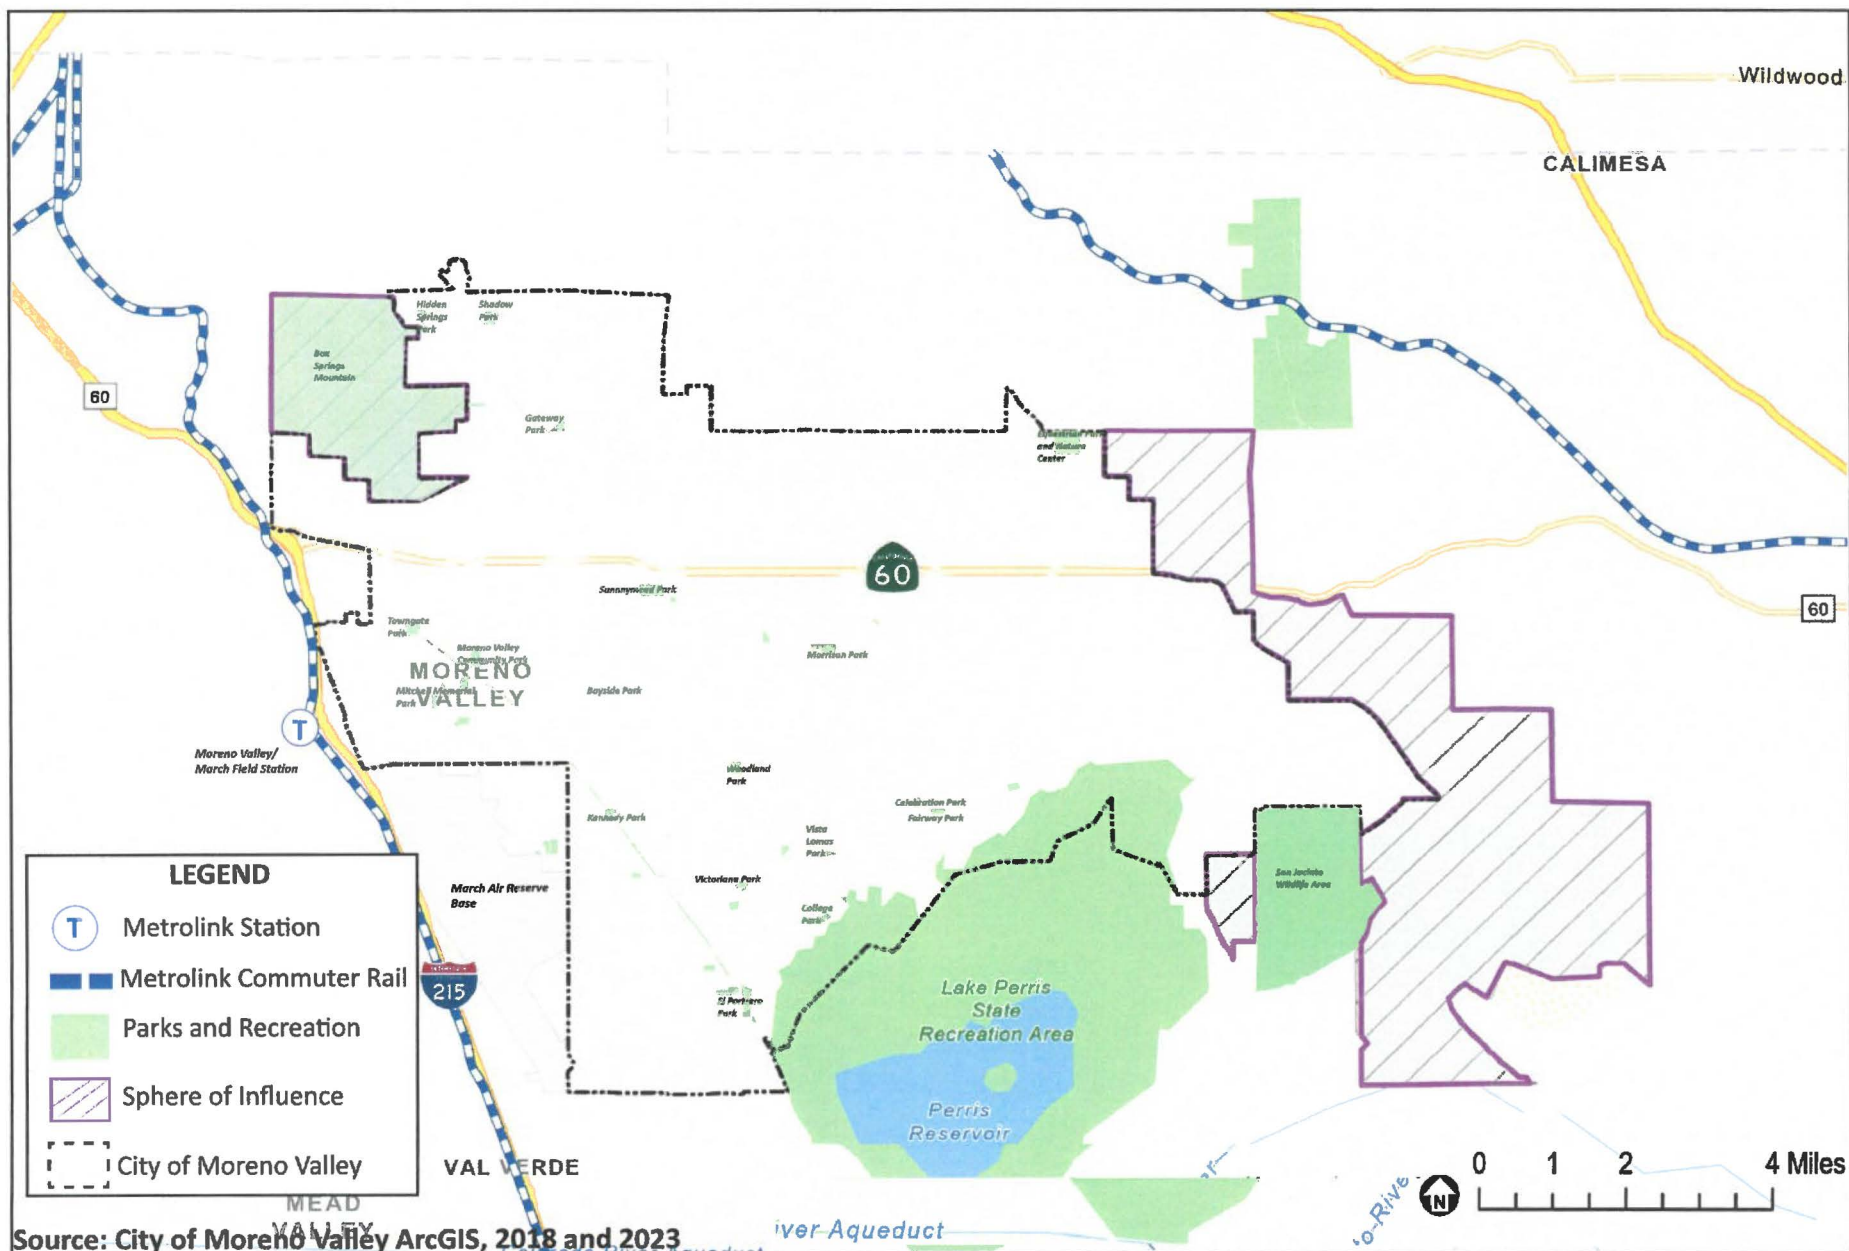 Wildwood
CALIMESA
Hidden
Springs
Park
Shadow
Park
Box
Springs
Mountain
60
Gateway
Park
Equestrian Park
and Nature
Center
60
Sunnymead Park
60
Towngate
Park
Moreno Valley
Community Park
Morrison Park
MORENO
VALLEY
Mitchell Memorial
Park
Bayside Park
T
Moreno Valley/
March Field Station
Woodland
Park
Celebration Park
Fairway Park
Kennedy Park
Vista
Lomas
Park
LEGEND
Victoriano Park
San Jacinto
Wildlife Area
March Air Reserve
Base
College
Park
T Metrolink Station
Metrolink Commuter Rail
215
El Potrero
Park
Lake Perris
State
Recreation Area
Parks and Recreation
Sphere of Influence
Perris
Reservoir
City of Moreno Valley
VAL VERDE
0 1 2 4 Miles
N
MEAD
VALLEY
o-River
iver Aqueduct
Source: City of Moreno Valley ArcGIS, 2018 and 2023